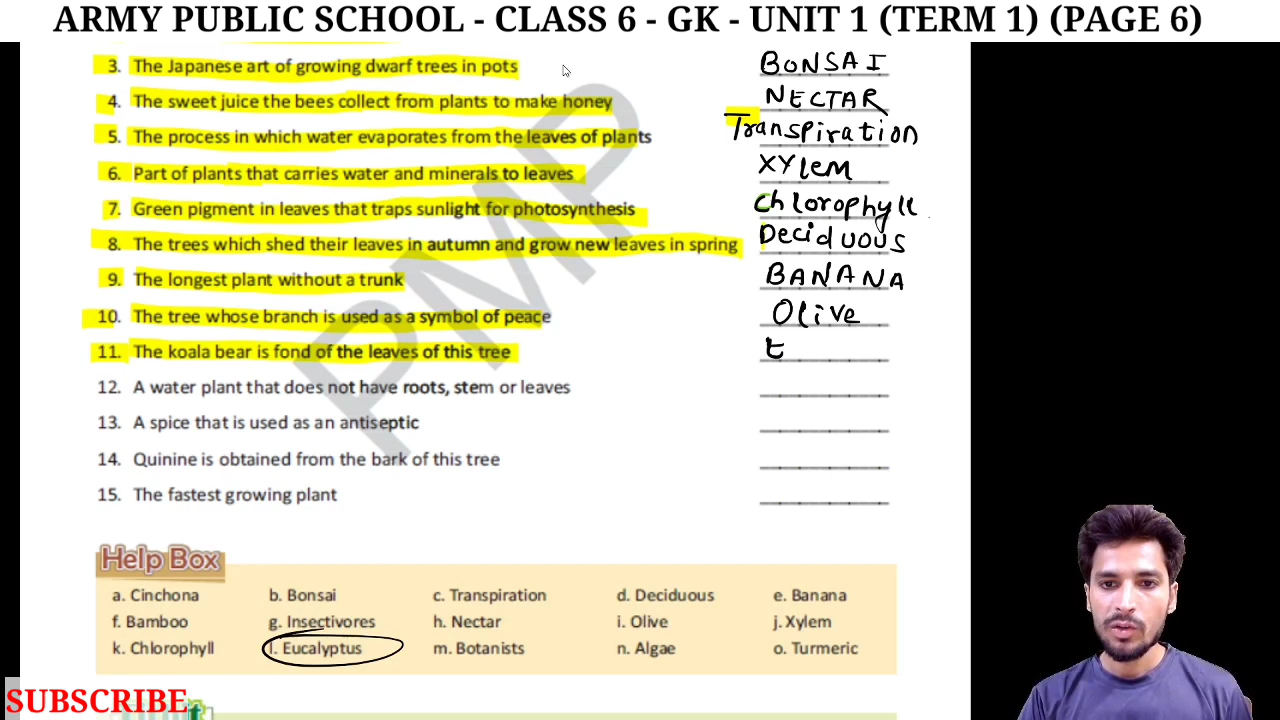 ARMY PUBLIC SCHOOL - CLASS 6 - GK - UNIT 1 (TERM 1) (PAGE 6)
3. The Japanese art of growing dwarf trees in pots BONSAI
4. The sweet juice the bees collect from plants to make honey NECTAR
5. The process in which water evaporates from the leaves of plants Transpiration
6. Part of plants that carries water and minerals to leaves XYlem
7. Green pigment in leaves that traps sunlight for photosynthesis chlorophyll
8. The trees which shed their leaves in autumn and grow new leaves in spring Deciduous
9. The longest plant without a trunk BANANA
10. The tree whose branch is used as a symbol of peace Olive
11. The koala bear is fond of the leaves of this tree E
12. A water plant that does not have roots, stem or leaves
13. A spice that is used as an antiseptic
14. Quinine is obtained from the bark of this tree
15. The fastest growing plant
PMP
Help Box
a. Cinchona b. Bonsai c. Transpiration d. Deciduous e. Banana
f. Bamboo g. Insectivores h. Nectar i. Olive j. Xylem
k. Chlorophyll l. Eucalyptus m. Botanists n. Algae o. Turmeric
SUBSCRIBE